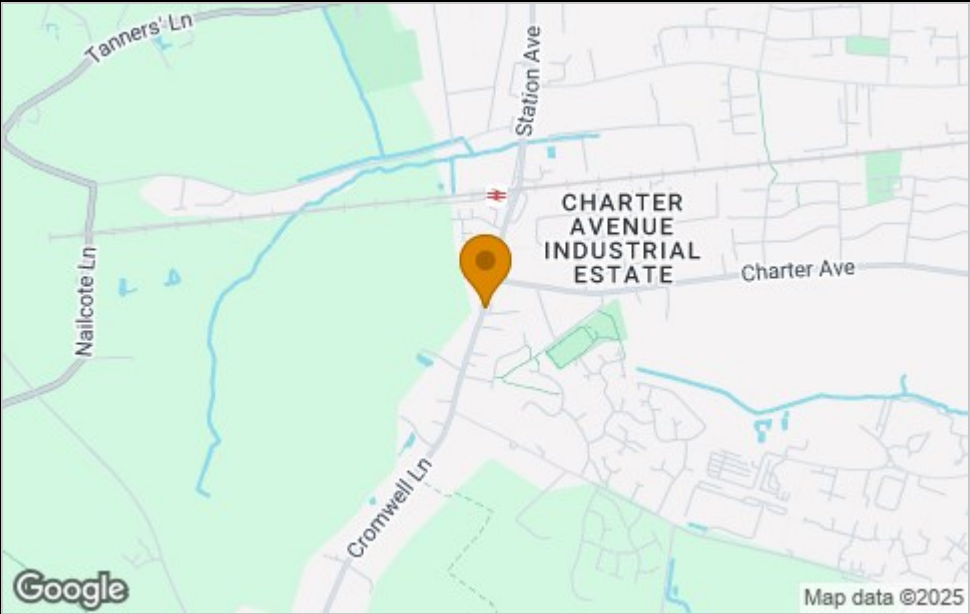 Tanners' Ln
Station Ave
CHARTER
AVENUE
INDUSTRIAL
ESTATE
Charter Ave
Nailcote Ln
Cromwell Ln
Google
Map data ©2025